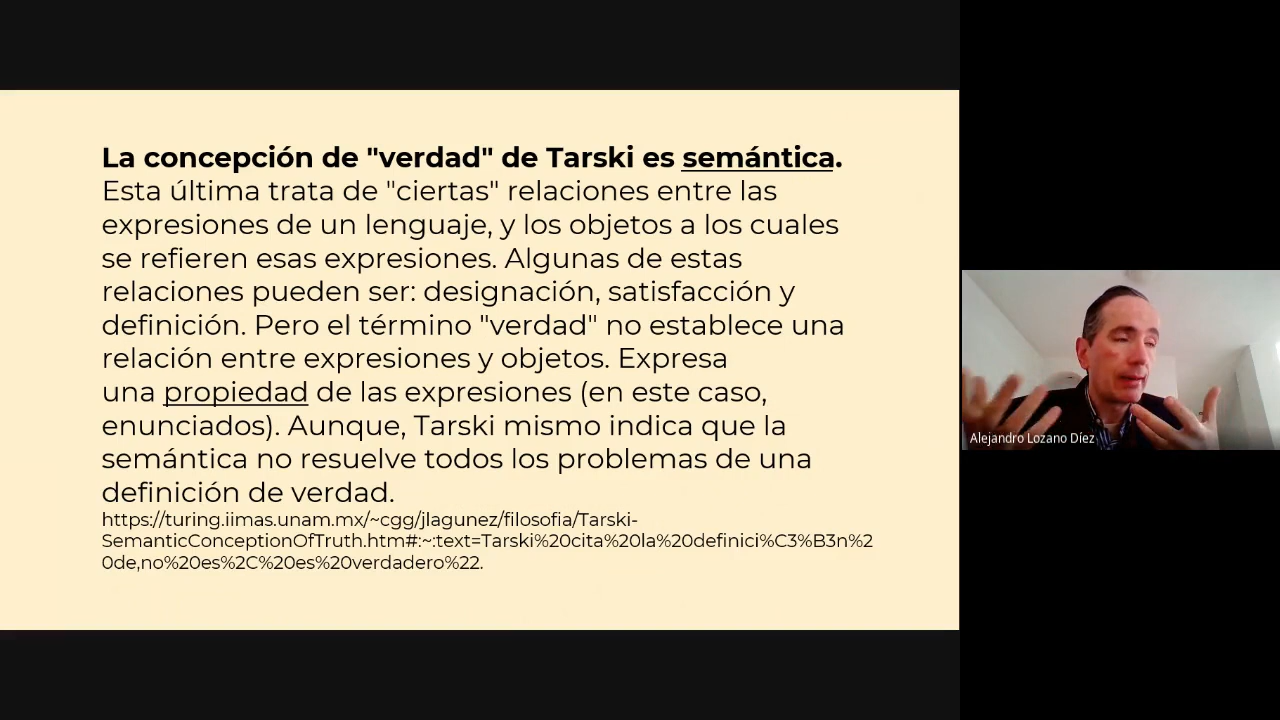 La concepción de "verdad" de Tarski es semántica.
Esta última trata de "ciertas" relaciones entre las
expresiones de un lenguaje, y los objetos a los cuales
se refieren esas expresiones. Algunas de estas
relaciones pueden ser: designación, satisfacción y
definición. Pero el término "verdad" no establece una
relación entre expresiones y objetos. Expresa
una propiedad de las expresiones (en este caso,
enunciados). Aunque, Tarski mismo indica que la
semántica no resuelve todos los problemas de una
definición de verdad.
https://turing.iimas.unam.mx/~cgg/jlagunez/filosofia/Tarski-
SemanticConceptionOfTruth.htm#:~:text=Tarski%20cita%20la%20definici%C3%B3n%2
0de,no%20es%2C%20es%20verdadero%22.
Alejandro Lozano Díez